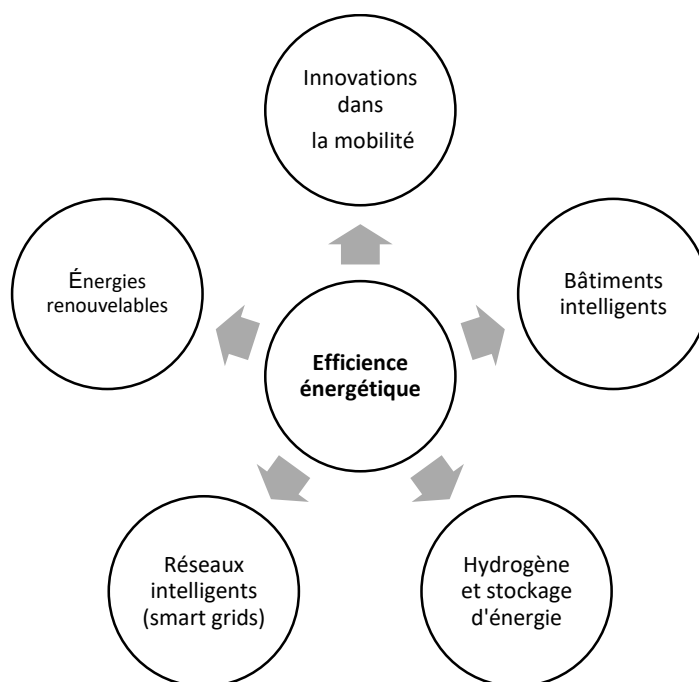 Innovations
dans
la mobilité
Énergies
renouvelables
Bâtiments
intelligents
Efficience
énergétique
Réseaux
intelligents
(smart grids)
Hydrogène
et stockage
d'énergie